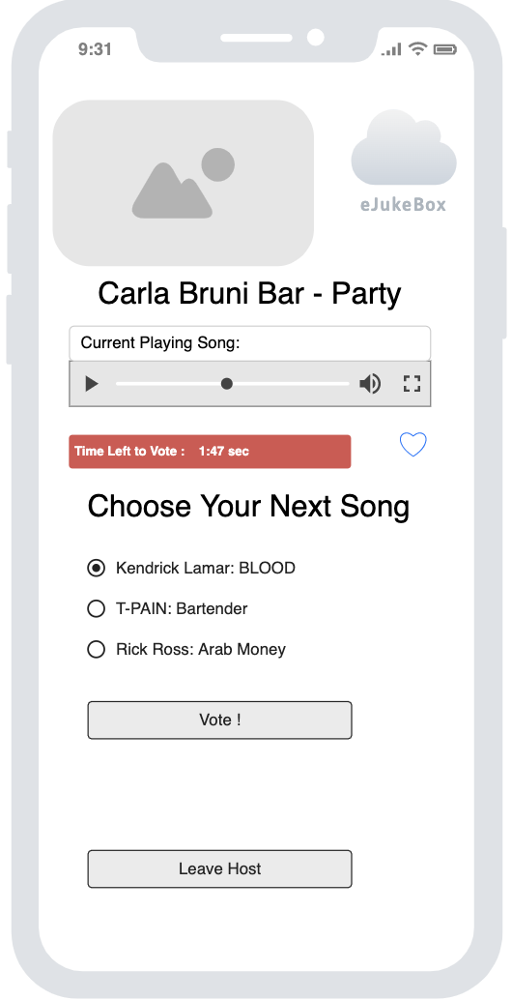 9:31
eJukeBox
Carla Bruni Bar - Party
Current Playing Song:
Time Left to Vote : 1:47 sec
Choose Your Next Song
Kendrick Lamar: BLOOD
T-PAIN: Bartender
Rick Ross: Arab Money
Vote !
Leave Host